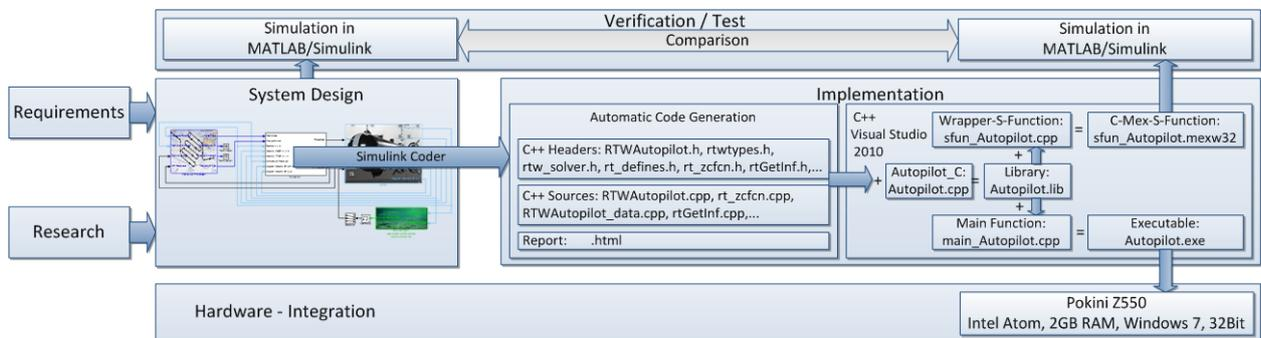 Verification / Test
Simulation in
MATLAB/Simulink
Comparison
Simulation in
MATLAB/Simulink
Requirements
Research
System Design
Simulink Coder
Implementation
Automatic Code Generation
C++ Headers: RTWAutopilot.h, rtwtypes.h,
rtw_solver.h, rt_defines.h, rt_zcfcn.h, rtGetInf.h,...
C++ Sources: RTWAutopilot.cpp, rt_zcfcn.cpp,
RTWAutopilot_data.cpp, rtGetInf.cpp,...
Report: .html
C++
Visual Studio
2010
Wrapper-S-Function:
sfun_Autopilot.cpp
=
C-Mex-S-Function:
sfun_Autopilot.mexw32
+
+
Autopilot_C:
Autopilot.cpp
=
Library:
Autopilot.lib
+
Main Function:
main_Autopilot.cpp
=
Executable:
Autopilot.exe
Hardware - Integration
Pokini Z550
Intel Atom, 2GB RAM, Windows 7, 32Bit